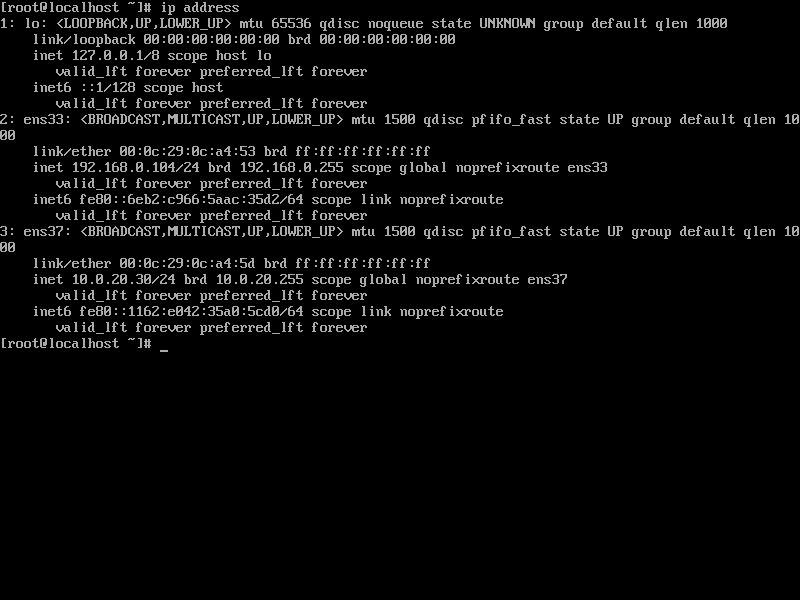 [root@localhost ~]# ip address
1: lo: <LOOPBACK,UP,LOWER_UP> mtu 65536 qdisc noqueue state UNKNOWN group default qlen 1000
    link/loopback 00:00:00:00:00:00 brd 00:00:00:00:00:00
    inet 127.0.0.1/8 scope host lo
       valid_lft forever preferred_lft forever
    inet6 ::1/128 scope host
       valid_lft forever preferred_lft forever
2: ens33: <BROADCAST,MULTICAST,UP,LOWER_UP> mtu 1500 qdisc pfifo_fast state UP group default qlen 10
00
    link/ether 00:0c:29:0c:a4:53 brd ff:ff:ff:ff:ff:ff
    inet 192.168.0.104/24 brd 192.168.0.255 scope global noprefixroute ens33
       valid_lft forever preferred_lft forever
    inet6 fe80::6eb2:c966:5aac:35d2/64 scope link noprefixroute
       valid_lft forever preferred_lft forever
3: ens37: <BROADCAST,MULTICAST,UP,LOWER_UP> mtu 1500 qdisc pfifo_fast state UP group default qlen 10
00
    link/ether 00:0c:29:0c:a4:5d brd ff:ff:ff:ff:ff:ff
    inet 10.0.20.30/24 brd 10.0.20.255 scope global noprefixroute ens37
       valid_lft forever preferred_lft forever
    inet6 fe80::1162:e042:35a0:5cd0/64 scope link noprefixroute
       valid_lft forever preferred_lft forever
[root@localhost ~]# _